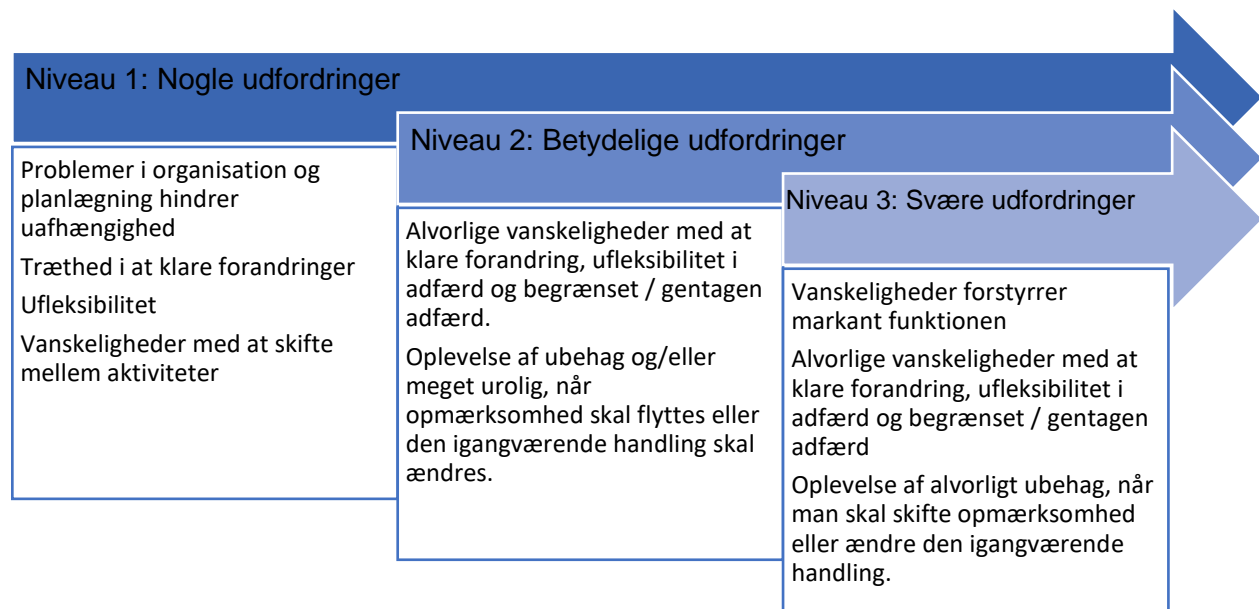 Niveau 1: Nogle udfordringer
Problemer i organisation og
planlægning hindrer
uafhængighed
Træthed i at klare forandringer
Ufleksibilitet
Vanskeligheder med at skifte
mellem aktiviteter
Niveau 2: Betydelige udfordringer
Alvorlige vanskeligheder med at
klare forandring, ufleksibilitet i
adfærd og begrænset / gentagen
adfærd.
Oplevelse af ubehag og/eller
meget urolig, når
opmærksomhed skal flyttes eller
den igangværende handling skal
ændres.
Niveau 3: Svære udfordringer
Vanskeligheder forstyrrer
markant funktionen
Alvorlige vanskeligheder med at
klare forandring, ufleksibilitet i
adfærd og begrænset / gentagen
adfærd
Oplevelse af alvorligt ubehag, når
man skal skifte opmærksomhed
eller ændre den igangværende
handling.